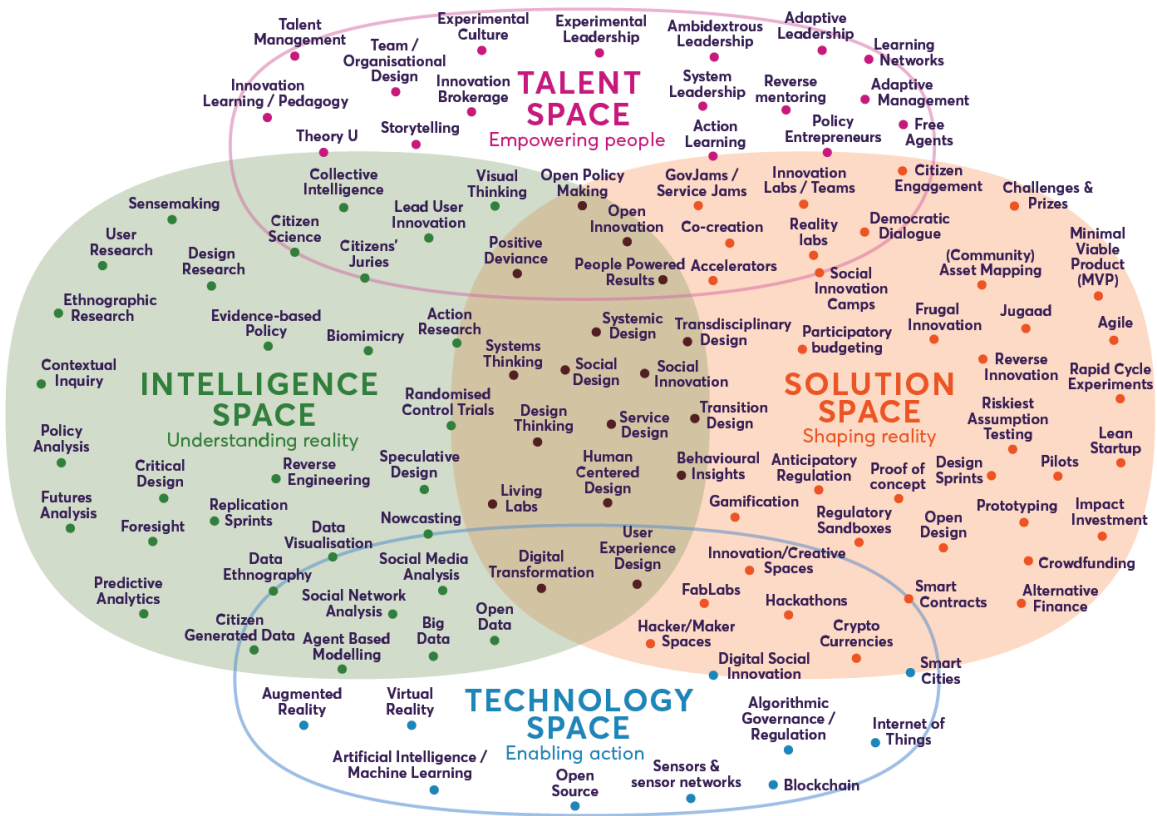 Talent
Management
Team /
Organisational
Design
Experimental
Culture
Experimental
Leadership
Ambidextrous
Leadership
Adaptive
Leadership
Learning
Networks
Innovation
Learning / Pedagogy
Innovation
Brokerage
TALENT
SPACE
Empowering people
System
Leadership
Reverse
mentoring
Adaptive
Management
Theory U
Storytelling
Action
Learning
Policy
Entrepreneurs
Free
Agents
Collective
Intelligence
Visual
Thinking
Open Policy
Making
GovJams /
Service Jams
Innovation
Labs / Teams
Citizen
Engagement
Challenges &
Prizes
Sensemaking
Citizen
Science
Lead User
Innovation
Open
Innovation
Co-creation
Reality
labs
Democratic
Dialogue
User
Research
Design
Research
Citizens'
Juries
Positive
Deviance
People Powered
Results
Accelerators
Social
Innovation
Camps
(Community)
Asset Mapping
Minimal
Viable
Product
(MVP)
Ethnographic
Research
Evidence-based
Policy
Biomimicry
Action
Research
Systemic
Design
Transdisciplinary
Design
Participatory
budgeting
Frugal
Innovation
Jugaad
Agile
Contextual
Inquiry
INTELLIGENCE
SPACE
Understanding reality
Systems
Thinking
Social
Design
Social
Innovation
SOLUTION
SPACE
Shaping reality
Reverse
Innovation
Rapid Cycle
Experiments
Randomised
Control Trials
Design
Thinking
Service
Design
Transition
Design
Riskiest
Assumption
Testing
Lean
Startup
Policy
Analysis
Critical
Design
Reverse
Engineering
Speculative
Design
Human
Centered
Design
Behavioural
Insights
Anticipatory
Regulation
Proof of
concept
Design
Sprints
Pilots
Futures
Analysis
Foresight
Replication
Sprints
Data
Visualisation
Nowcasting
Living
Labs
Gamification
Regulatory
Sandboxes
Open
Design
Prototyping
Impact
Investment
Data
Ethnography
Social Media
Analysis
Digital
Transformation
User
Experience
Design
Innovation/Creative
Spaces
Crowdfunding
Predictive
Analytics
Social Network
Analysis
FabLabs
Hackathons
Smart
Contracts
Alternative
Finance
Citizen
Generated Data
Agent Based
Modelling
Big
Data
Open
Data
Hacker/Maker
Spaces
Crypto
Currencies
Digital Social
Innovation
Smart
Cities
Augmented
Reality
Virtual
Reality
TECHNOLOGY
SPACE
Enabling action
Algorithmic
Governance /
Regulation
Internet of
Things
Artificial Intelligence /
Machine Learning
Open
Source
Sensors &
sensor networks
Blockchain